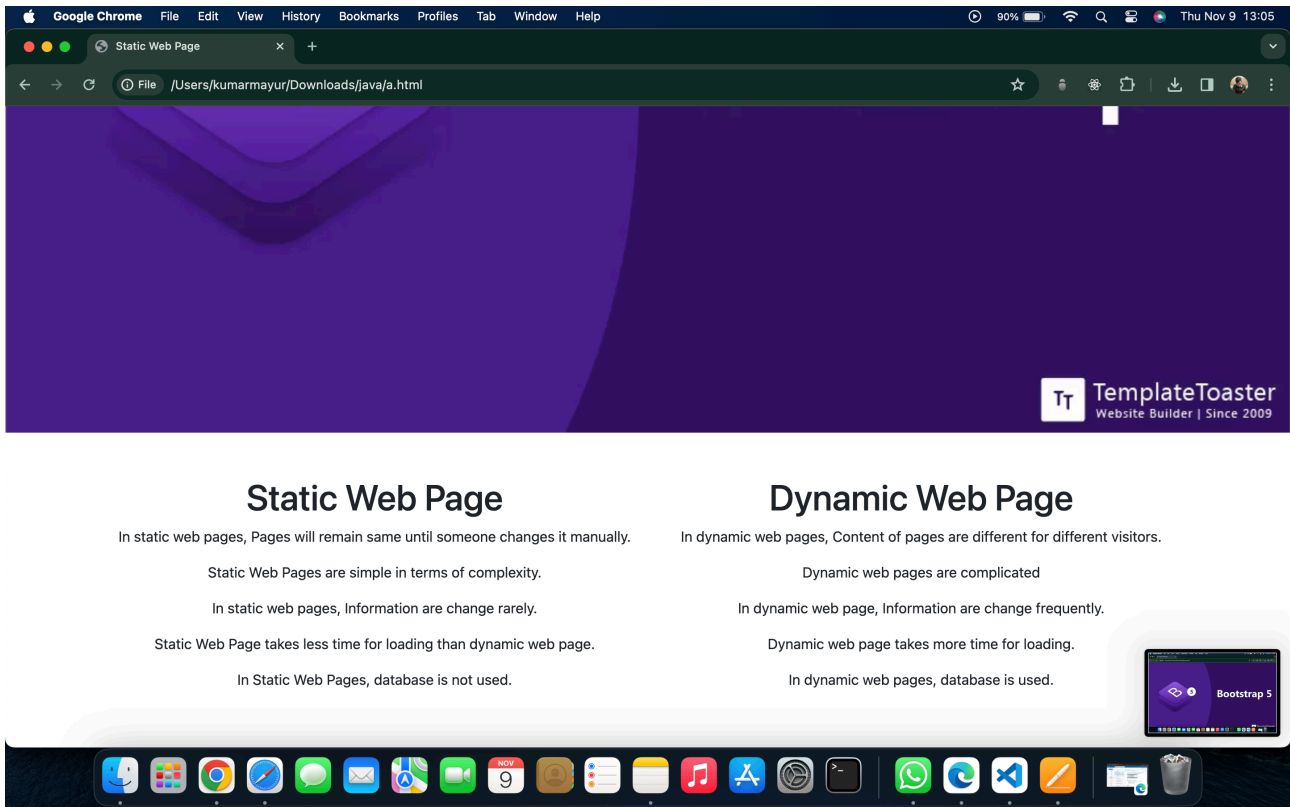 Google Chrome File Edit View History Bookmarks Profiles Tab Window Help 90% Thu Nov 9 13:05
Static Web Page
File /Users/kumarmayur/Downloads/java/a.html
TT TemplateToaster
Website Builder | Since 2009
Static Web Page
In static web pages, Pages will remain same until someone changes it manually.
Static Web Pages are simple in terms of complexity.
In static web pages, Information are change rarely.
Static Web Page takes less time for loading than dynamic web page.
In Static Web Pages, database is not used.
Dynamic Web Page
In dynamic web pages, Content of pages are different for different visitors.
Dynamic web pages are complicated
In dynamic web page, Information are change frequently.
Dynamic web page takes more time for loading.
In dynamic web pages, database is used.
Bootstrap 5
NOV
9